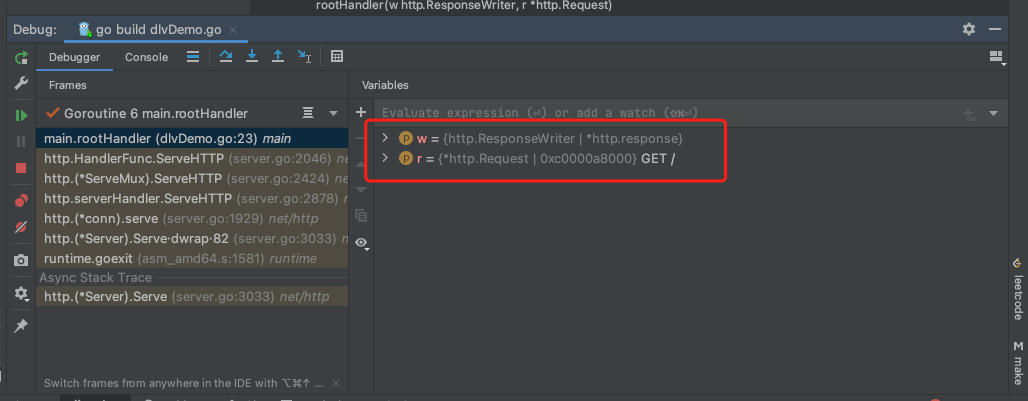 rootHandler(w http.ResponseWriter, r *http.Request)
Debug: go build dlvDemo.go
Debugger Console
Frames Variables
Goroutine 6 main.rootHandler
Evaluate expression (⏎) or add a watch (⇧⌘⏎)
main.rootHandler (dlvDemo.go:23) main
w = {http.ResponseWriter | *http.response}
http.HandlerFunc.ServeHTTP (server.go:2046) ne
r = {*http.Request | 0xc0000a8000} GET /
http.(*ServeMux).ServeHTTP (server.go:2424) ne
http.serverHandler.ServeHTTP (server.go:2878) n
http.(*conn).serve (server.go:1929) net/http
http.(*Server).Serve·dwrap·82 (server.go:3033) n
runtime.goexit (asm_amd64.s:1581) runtime
Async Stack Trace
http.(*Server).Serve (server.go:3033) net/http
Switch frames from anywhere in the IDE with ⌥⌘↑ ...
leetcode
M make